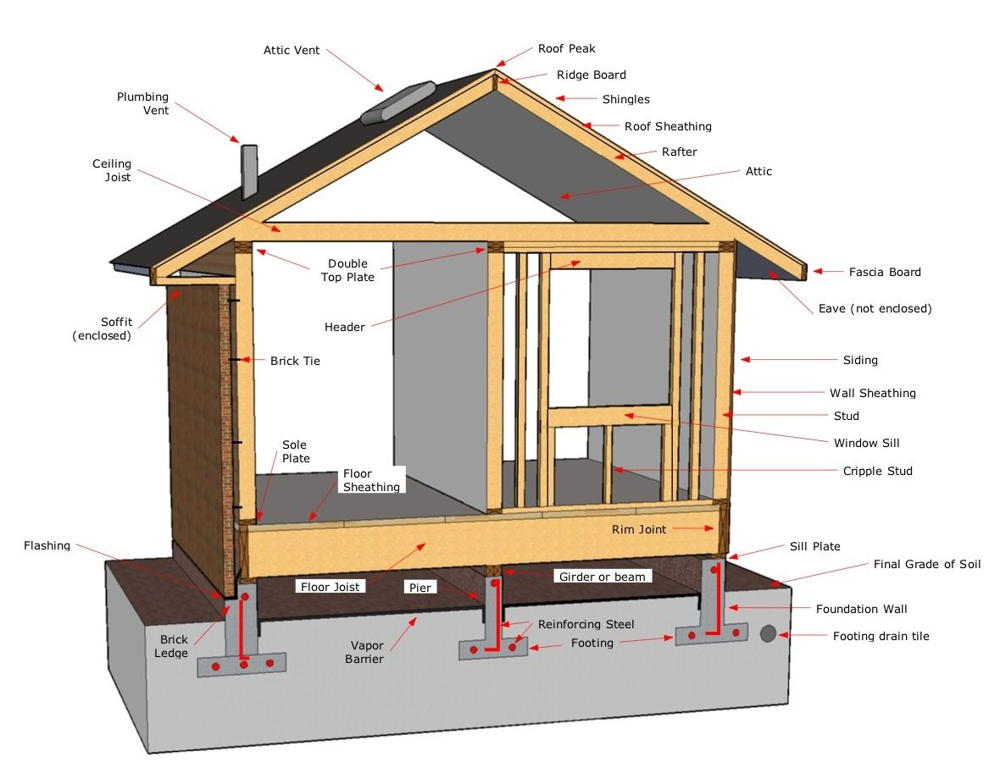 Roof Peak
Attic Vent
Ridge Board
Plumbing
Vent
Shingles
Roof Sheathing
Rafter
Ceiling
Joist
Attic
Double
Top Plate
Fascia Board
Eave (not enclosed)
Soffit
(enclosed)
Header
Brick Tie
Siding
Wall Sheathing
Stud
Window Sill
Sole
Plate
Floor
Sheathing
Cripple Stud
Rim Joint
Flashing
Sill Plate
Final Grade of Soil
Floor Joist
Pier
Girder or beam
Foundation Wall
Reinforcing Steel
Brick
Ledge
Vapor
Barrier
Footing
Footing drain tile